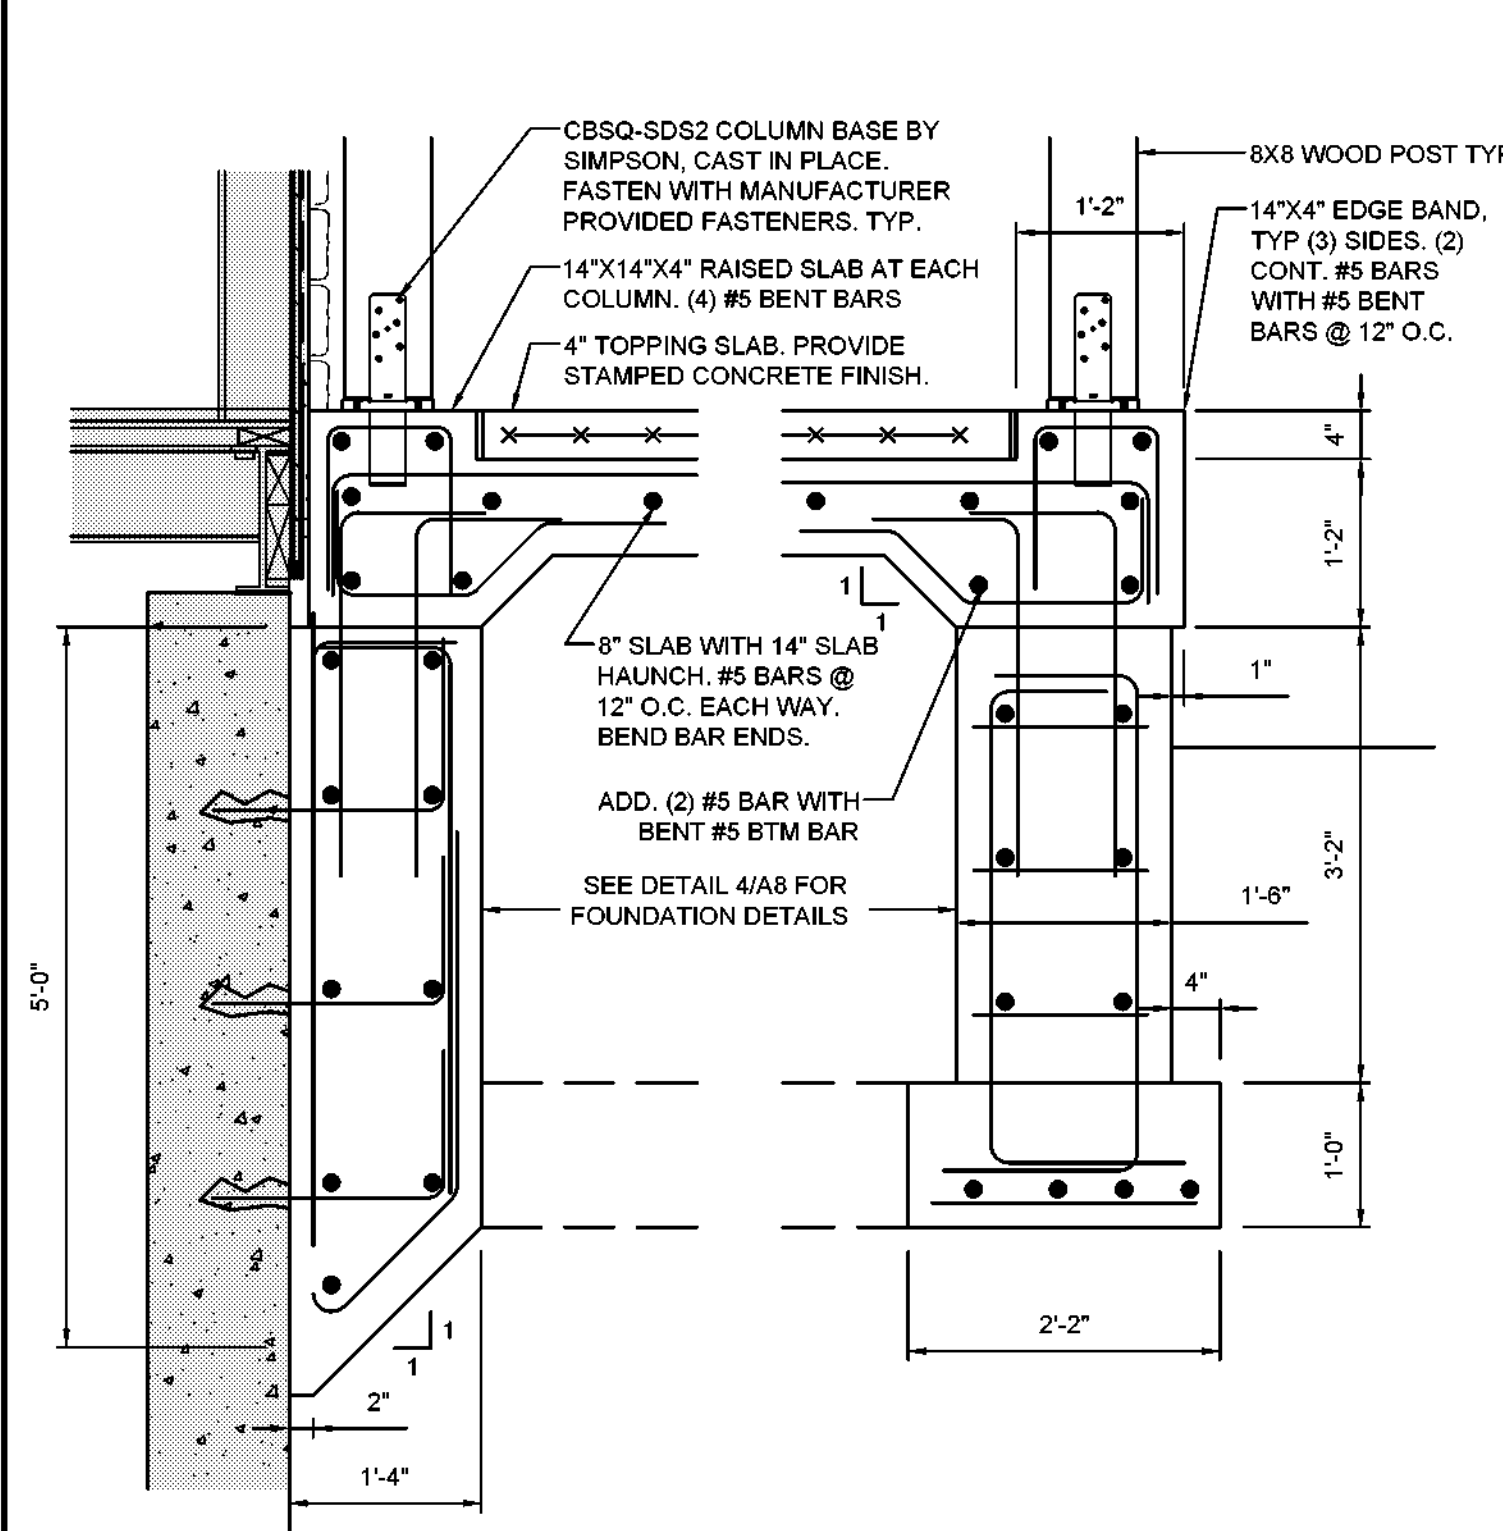 CBSQ-SDS2 COLUMN BASE BY
SIMPSON, CAST IN PLACE.
FASTEN WITH MANUFACTURER
PROVIDED FASTENERS. TYP.
14"X14"X4" RAISED SLAB AT EACH
COLUMN. (4) #5 BENT BARS
4" TOPPING SLAB. PROVIDE
STAMPED CONCRETE FINISH.
1'-2"
8X8 WOOD POST TYP
14"X4" EDGE BAND,
TYP (3) SIDES. (2)
CONT. #5 BARS
WITH #5 BENT
BARS @ 12" O.C.
4"
1'-2"
1
1
8" SLAB WITH 14" SLAB
HAUNCH. #5 BARS @
12" O.C. EACH WAY.
BEND BAR ENDS.
1"
ADD. (2) #5 BAR WITH
BENT #5 BTM BAR
3'-2"
SEE DETAIL 4/A8 FOR
FOUNDATION DETAILS
1'-6"
5'-0"
4"
1'-0"
1
1
2'-2"
2"
1'-4"